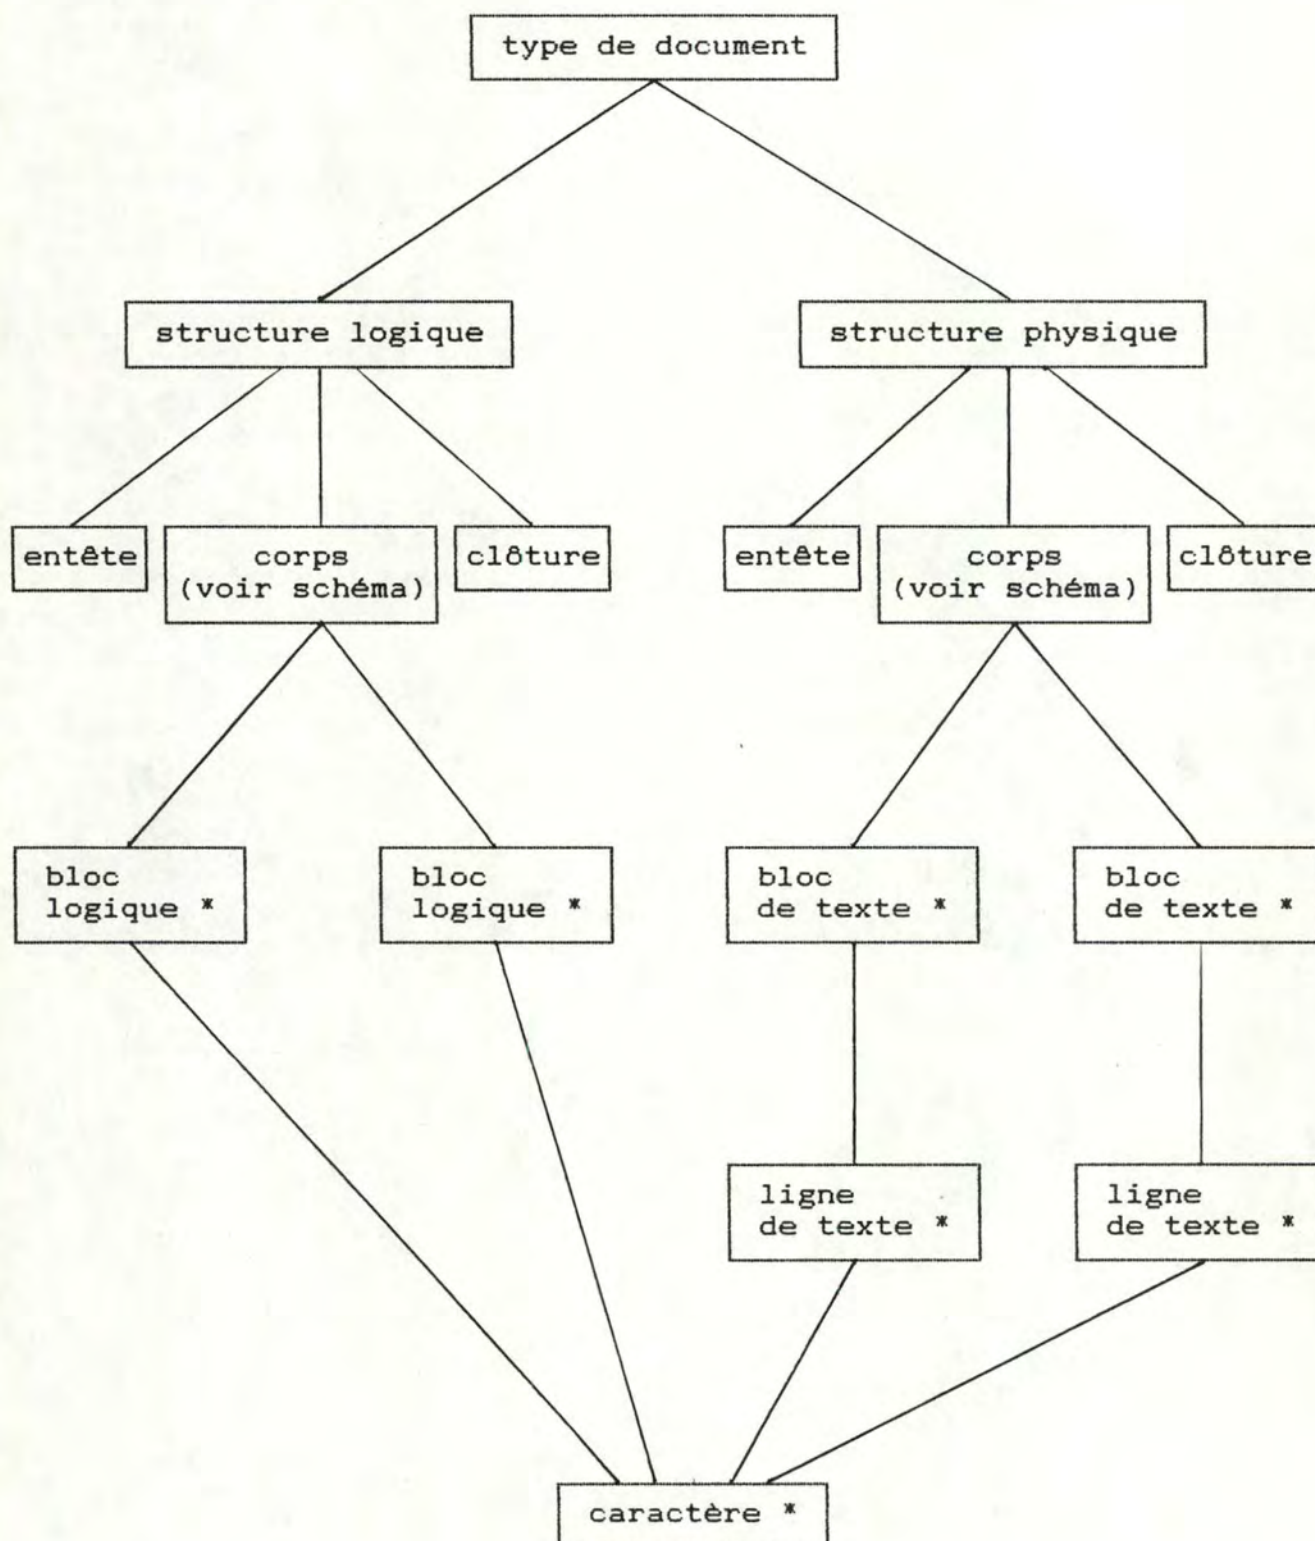 type de document
structure logique
structure physique
entête
corps
(voir schéma)
clôture
entête
corps
(voir schéma)
clôture
bloc
logique *
bloc
logique *
bloc
de texte *
bloc
de texte *
ligne
de texte *
ligne
de texte *
caractère *